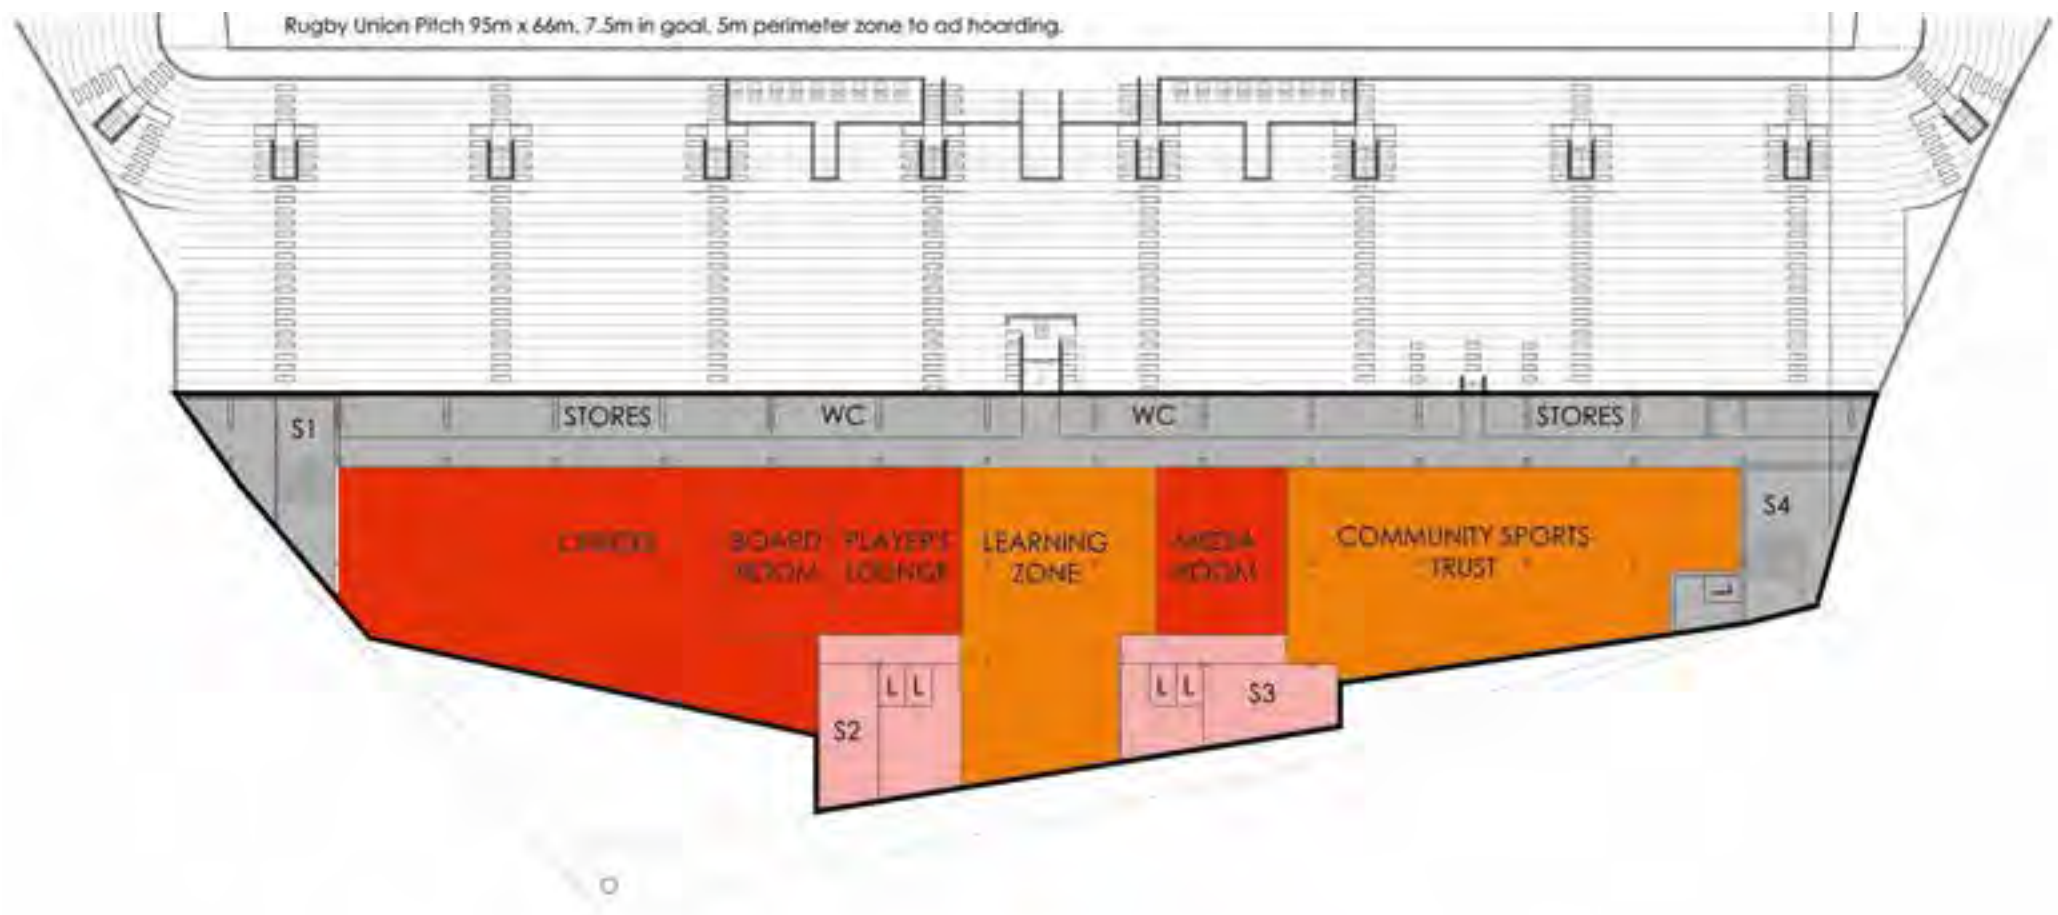 Rugby Union Pitch 95m x 66m, 7.5m in goal, 5m perimeter zone to ad hoarding.
STORES
WC
WC
STORES
S1
S4
BOARD
ROOM
PLAYER'S
LOUNGE
LEARNING
ZONE
MEDIA
ROOM
COMMUNITY SPORTS
TRUST
L
L L
L L
S3
S2